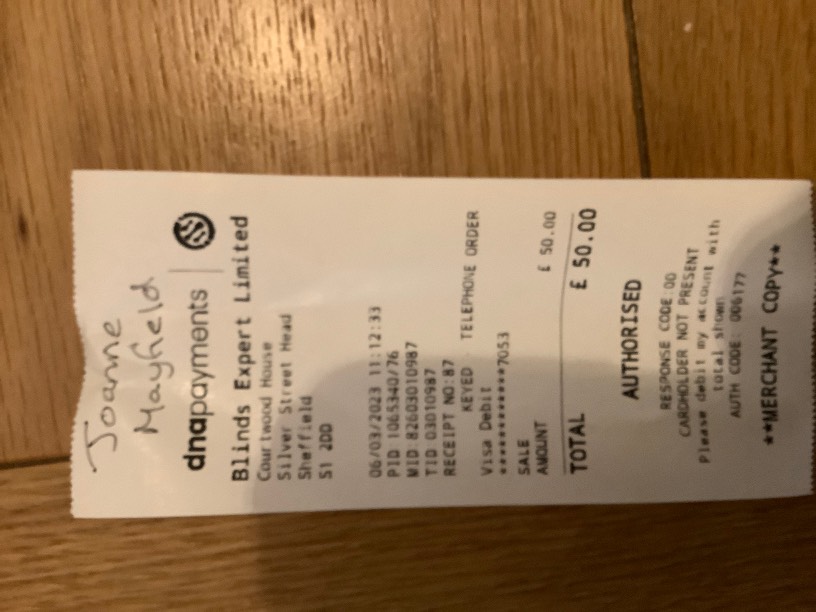 Joanne
Mayfield
dnapayments
Blinds Expert Limited
Courtwood House
Silver Street Head
Sheffield
S1 2DD
06/03/2023 11:12:33
PID:1065340/76
MID:82603010987
TID:03010987
RECEIPT NO:87
KEYED . TELEPHONE ORDER
Visa Debit
************7053
SALE
AMOUNT £ 50.00
TOTAL £ 50.00
AUTHORISED
RESPONSE CODE:00
CARDHOLDER NOT PRESENT
Please debit my account with
total shown
AUTH CODE: 006177
**MERCHANT COPY**